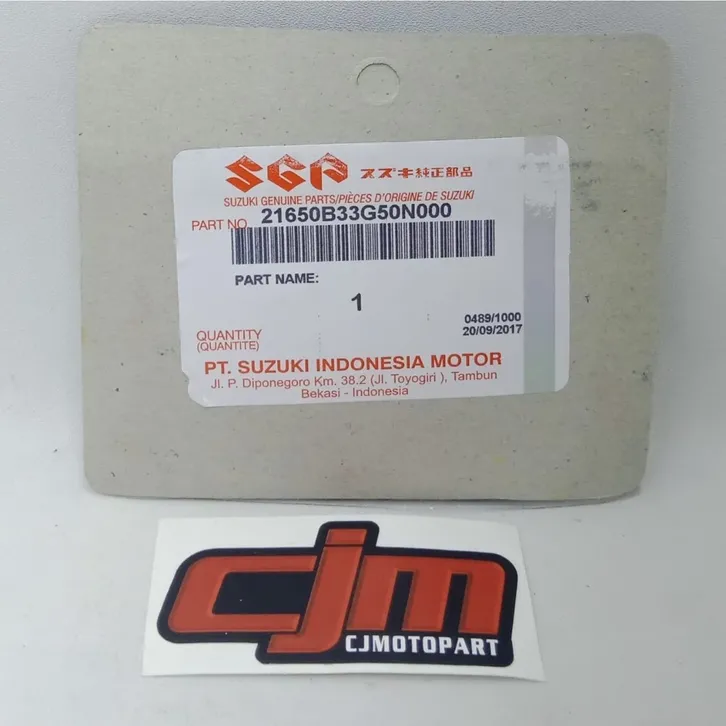 SGP スズキ純正部品
SUZUKI GENUINE PARTS/PIÈCES D'ORIGINE DE SUZUKI
PART NO. 21650B33G50N000
PART NAME:
1
0489/1000
20/09/2017
QUANTITY
(QUANTITE)
PT. SUZUKI INDONESIA MOTOR
Jl. P. Diponegoro Km. 38.2 (Jl. Toyogiri ), Tambun
Bekasi - Indonesia
cjm
CJMOTOPART